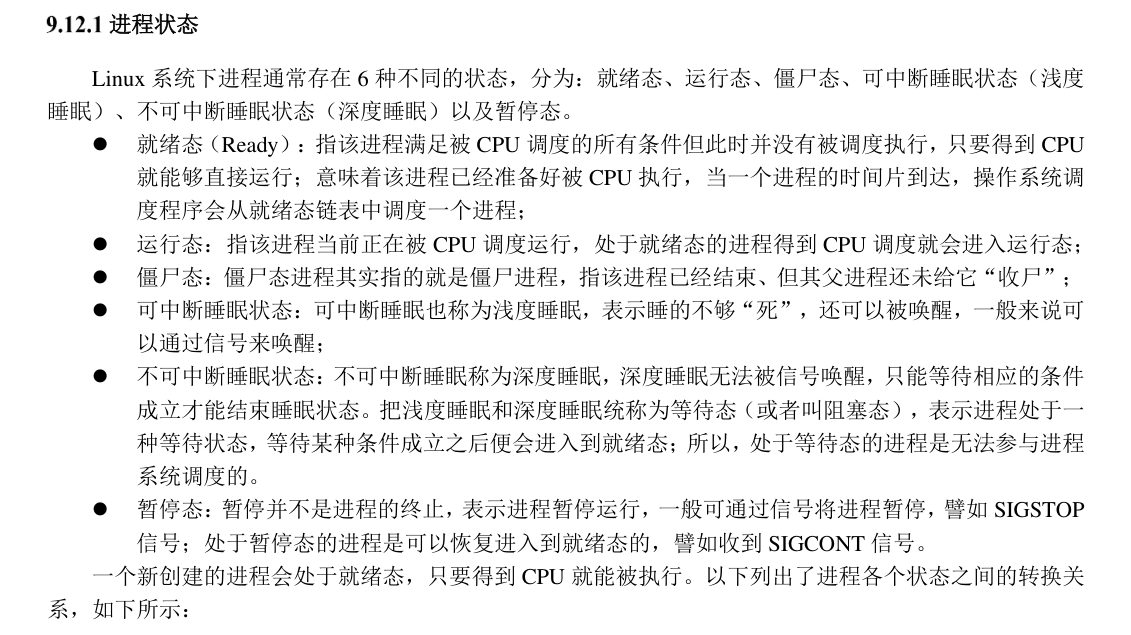 9.12.1 进程状态
Linux 系统下进程通常存在 6 种不同的状态，分为：就绪态、运行态、僵尸态、可中断睡眠状态（浅度
睡眠）、不可中断睡眠状态（深度睡眠）以及暂停态。
● 就绪态（Ready）：指该进程满足被 CPU 调度的所有条件但此时并没有被调度执行，只要得到 CPU
就能够直接运行；意味着该进程已经准备好被 CPU 执行，当一个进程的时间片到达，操作系统调
度程序会从就绪态链表中调度一个进程；
● 运行态：指该进程当前正在被 CPU 调度运行，处于就绪态的进程得到 CPU 调度就会进入运行态；
● 僵尸态：僵尸态进程其实指的就是僵尸进程，指该进程已经结束、但其父进程还未给它“收尸”；
● 可中断睡眠状态：可中断睡眠也称为浅度睡眠，表示睡的不够“死”，还可以被唤醒，一般来说可
以通过信号来唤醒；
● 不可中断睡眠状态：不可中断睡眠称为深度睡眠，深度睡眠无法被信号唤醒，只能等待相应的条件
成立才能结束睡眠状态。把浅度睡眠和深度睡眠统称为等待态（或者叫阻塞态），表示进程处于一
种等待状态，等待某种条件成立之后便会进入到就绪态；所以，处于等待态的进程是无法参与进程
系统调度的。
● 暂停态：暂停并不是进程的终止，表示进程暂停运行，一般可通过信号将进程暂停，譬如 SIGSTOP
信号；处于暂停态的进程是可以恢复进入到就绪态的，譬如收到 SIGCONT 信号。
一个新创建的进程会处于就绪态，只要得到 CPU 就能被执行。以下列出了进程各个状态之间的转换关
系，如下所示：